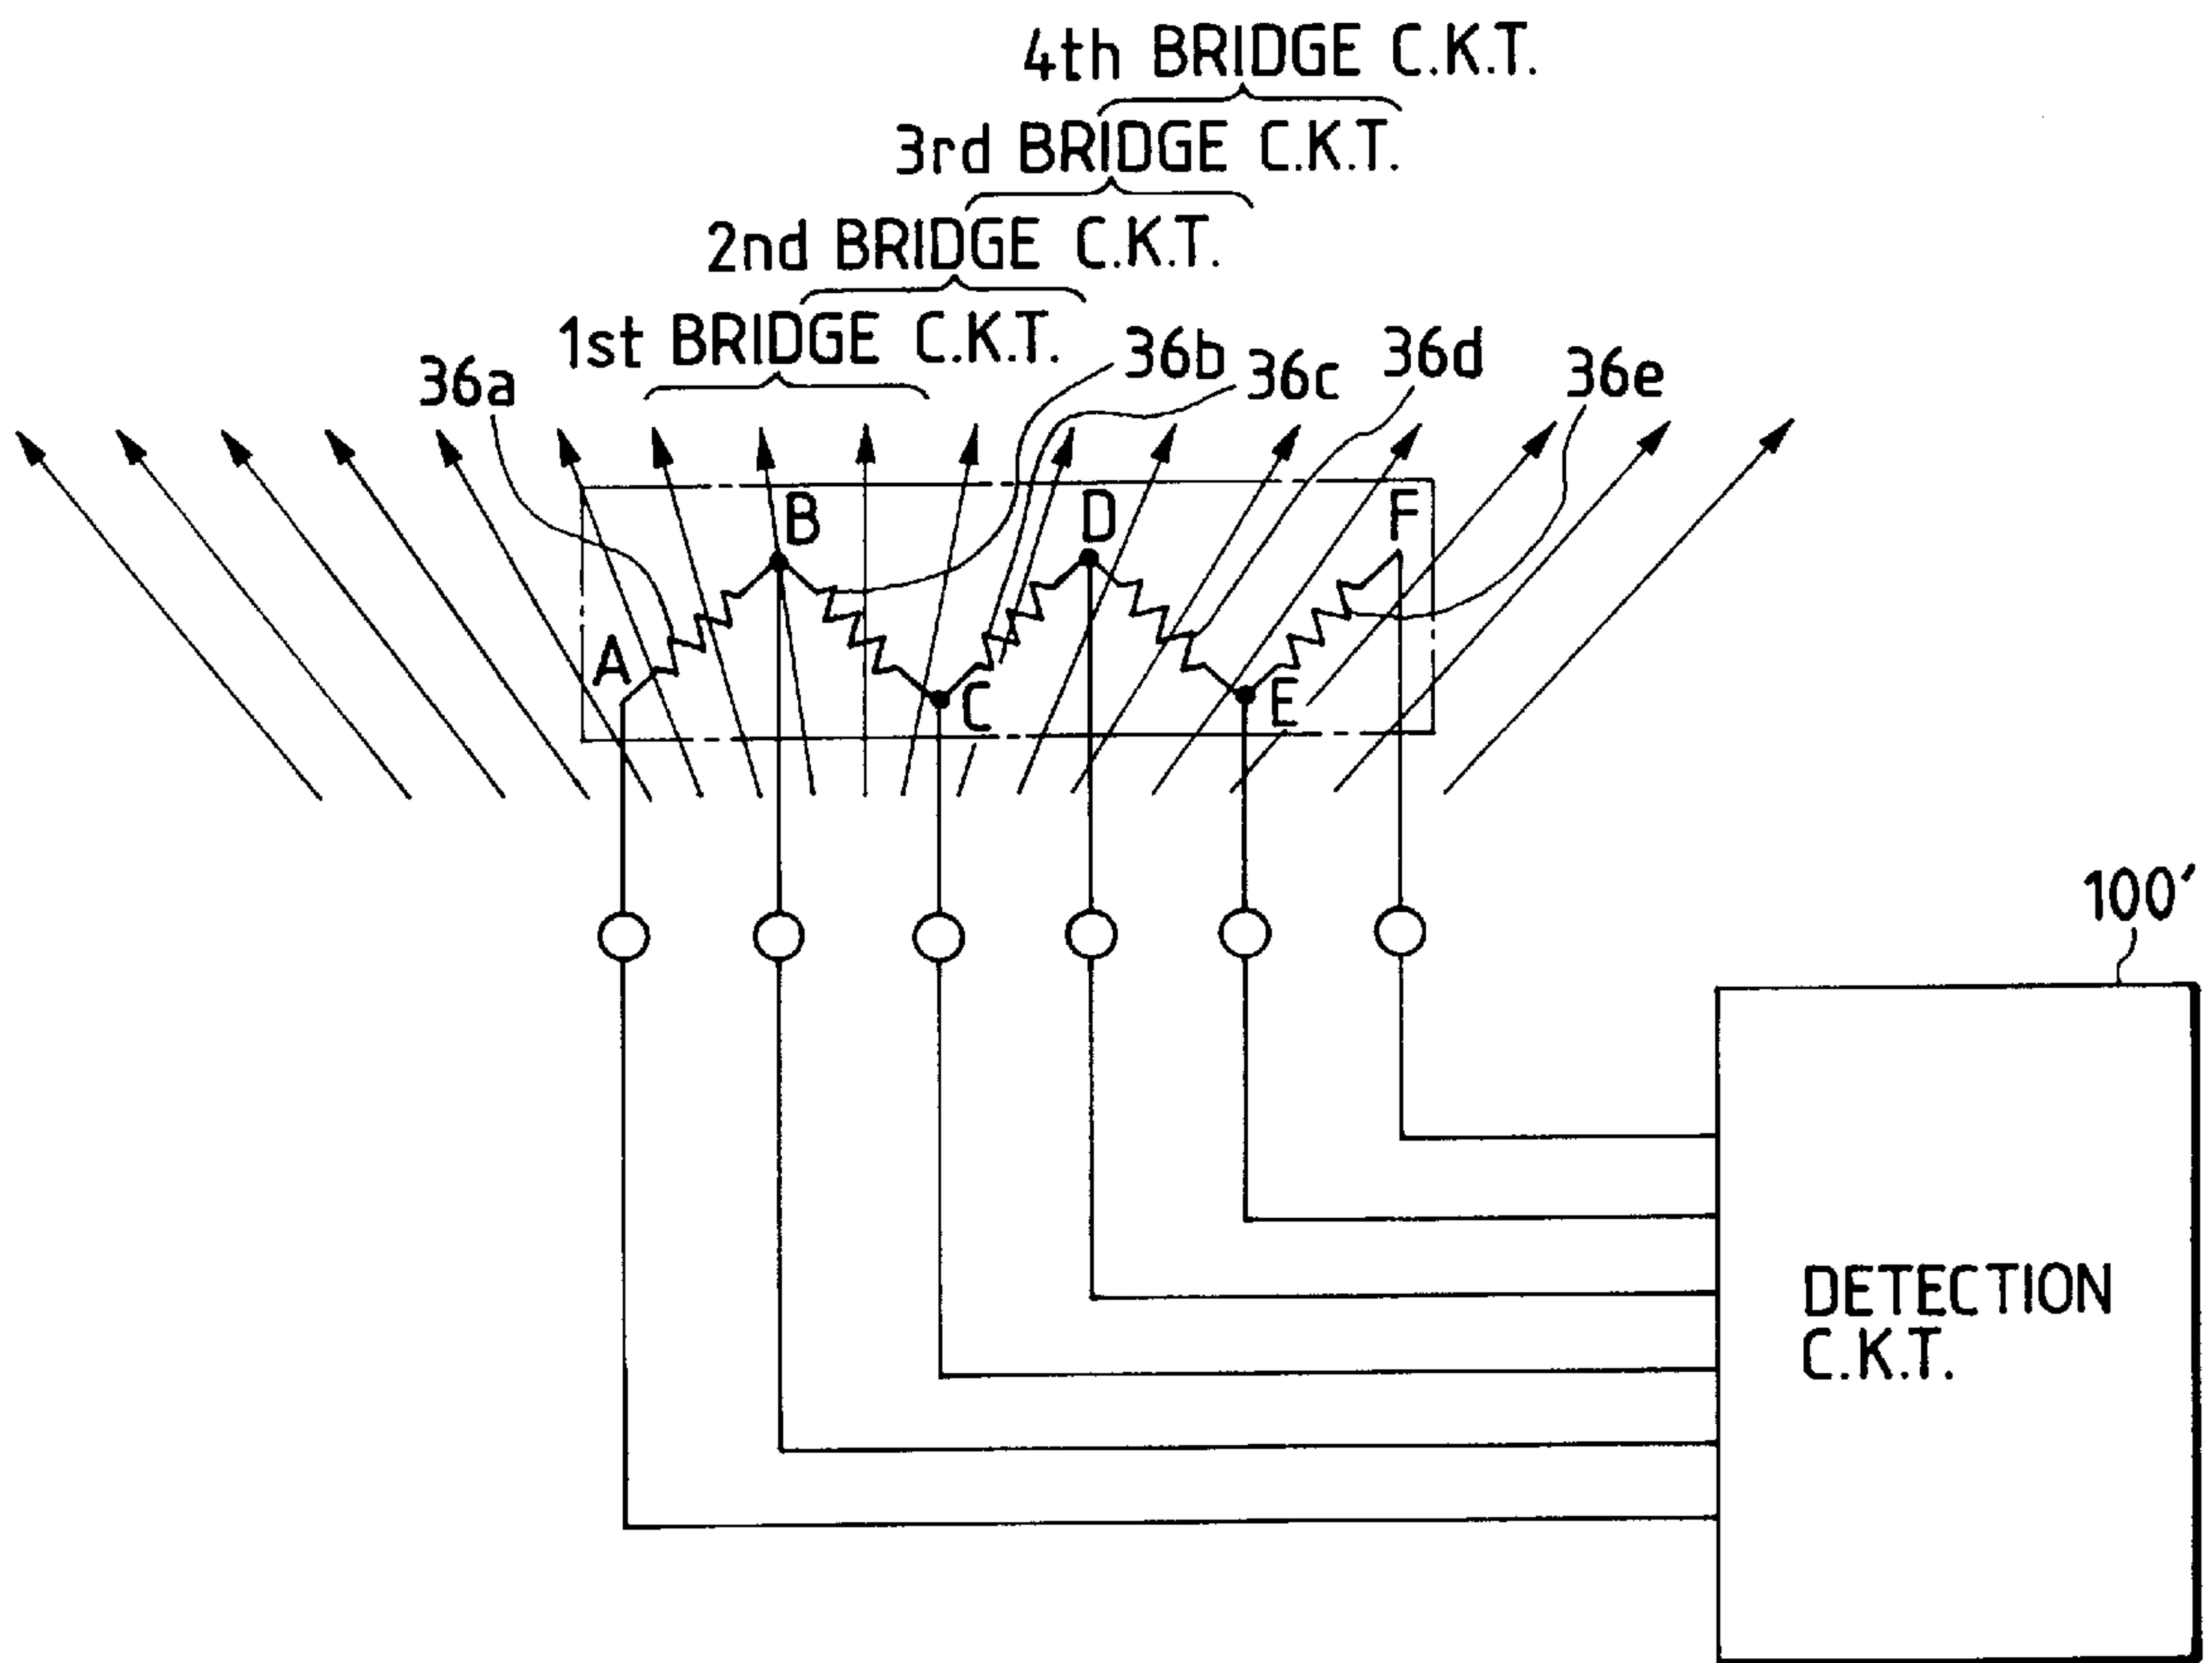 4th BRIDGE C.K.T.
3rd BRIDGE C.K.T.
2nd BRIDGE C.K.T.
1st BRIDGE C.K.T.
36a
36b
36c
36d
36e
B
D
F
A
C
E
100′
DETECTION
C.K.T.